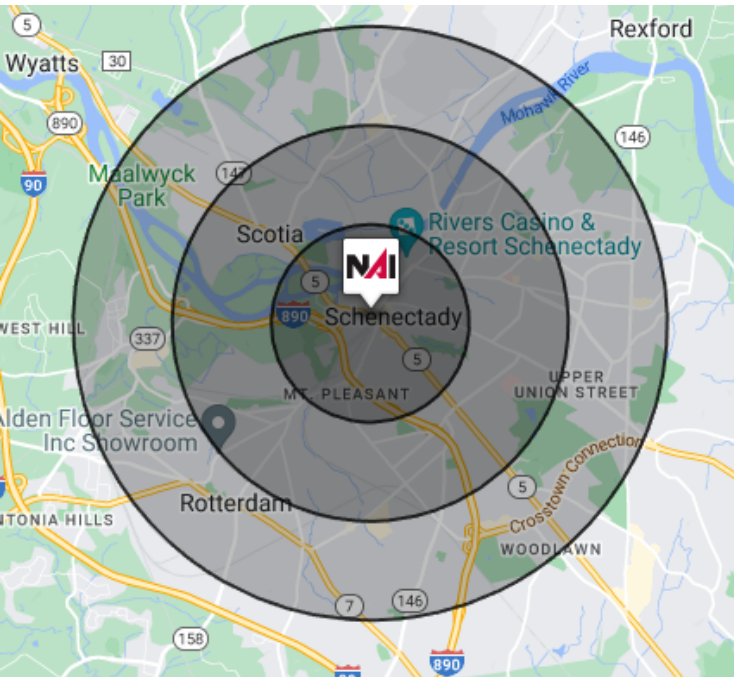 5
Rexford
Wyatts
30
Mohawk River
890
146
90
Maalwyck
Park
147
Scotia
Rivers Casino &
Resort Schenectady
NAI
5
890
Schenectady
WEST HILL
337
5
MT. PLEASANT
UPPER
UNION STREET
Alden Floor Service
Inc Showroom
Crosstown Connection
5
Rotterdam
NTONIA HILLS
WOODLAWN
7
146
158
890